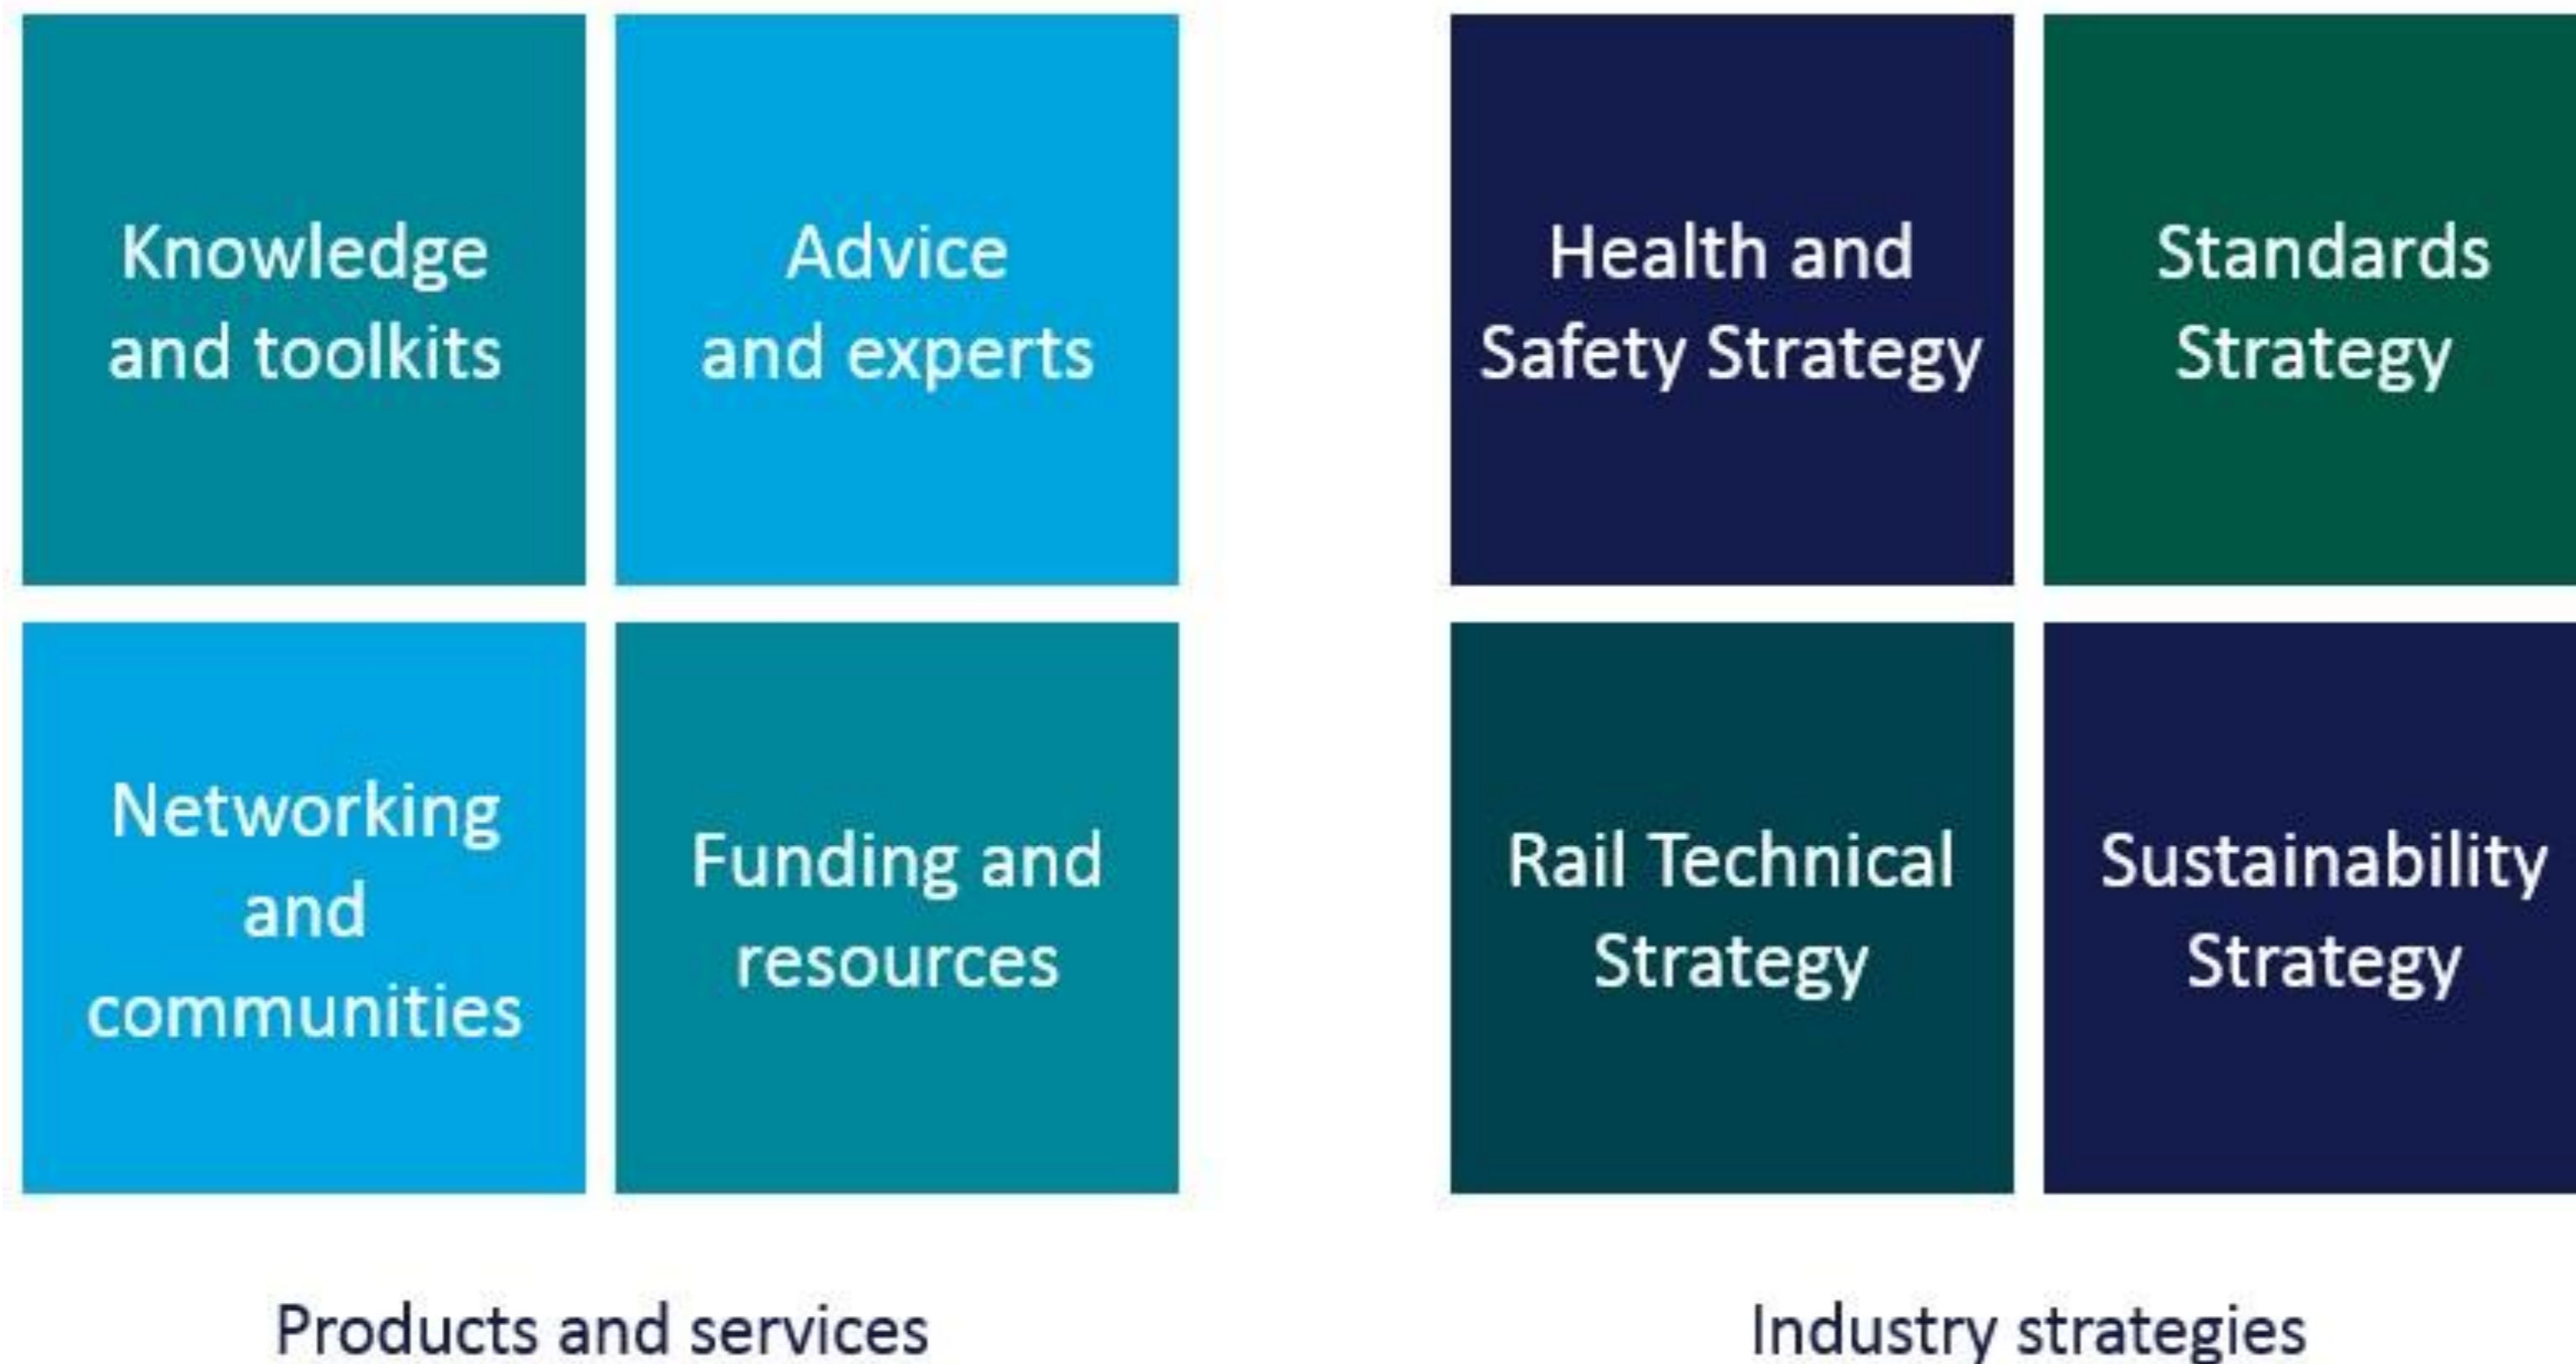 Knowledge
and toolkits
Advice
and experts
Networking
and
communities
Funding and
resources
Products and services
Health and
Safety Strategy
Standards
Strategy
Rail Technical
Strategy
Sustainability
Strategy
Industry strategies